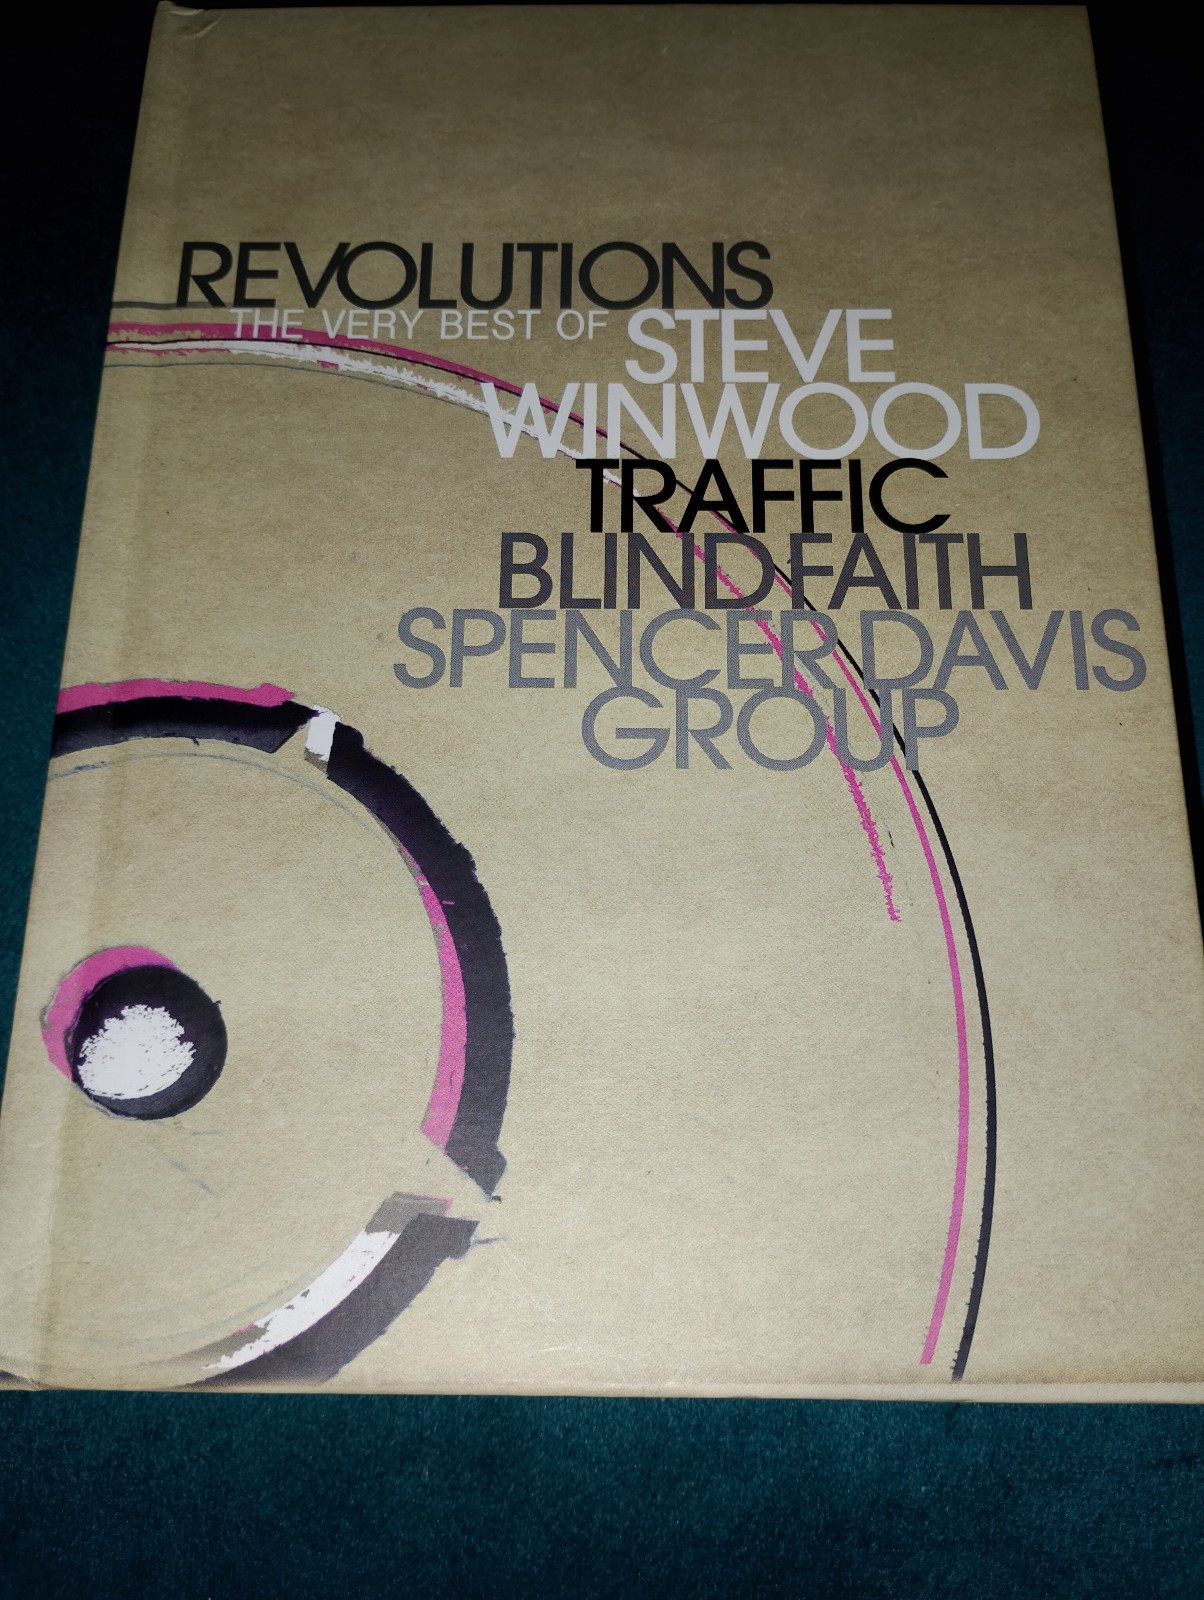 REVOLUTIONS
THE VERY BEST OF STEVE
WINWOOD
TRAFFIC
BLIND FAITH
SPENCER DAVIS
GROUP